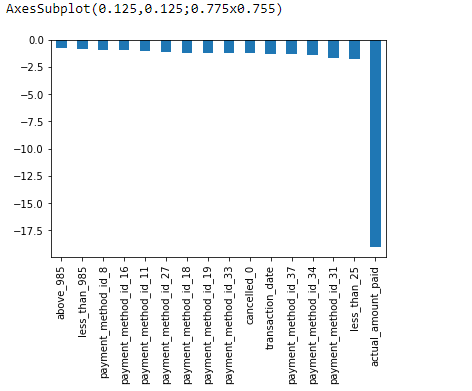 AxesSubplot(0.125,0.125;0.775x0.755)
0.0
−2.5
−5.0
−7.5
−10.0
−12.5
−15.0
−17.5
above_985
less_than_985
payment_method_id_8
payment_method_id_16
payment_method_id_11
payment_method_id_27
payment_method_id_18
payment_method_id_19
payment_method_id_33
cancelled_0
transaction_date
payment_method_id_37
payment_method_id_34
payment_method_id_31
less_than_25
actual_amount_paid